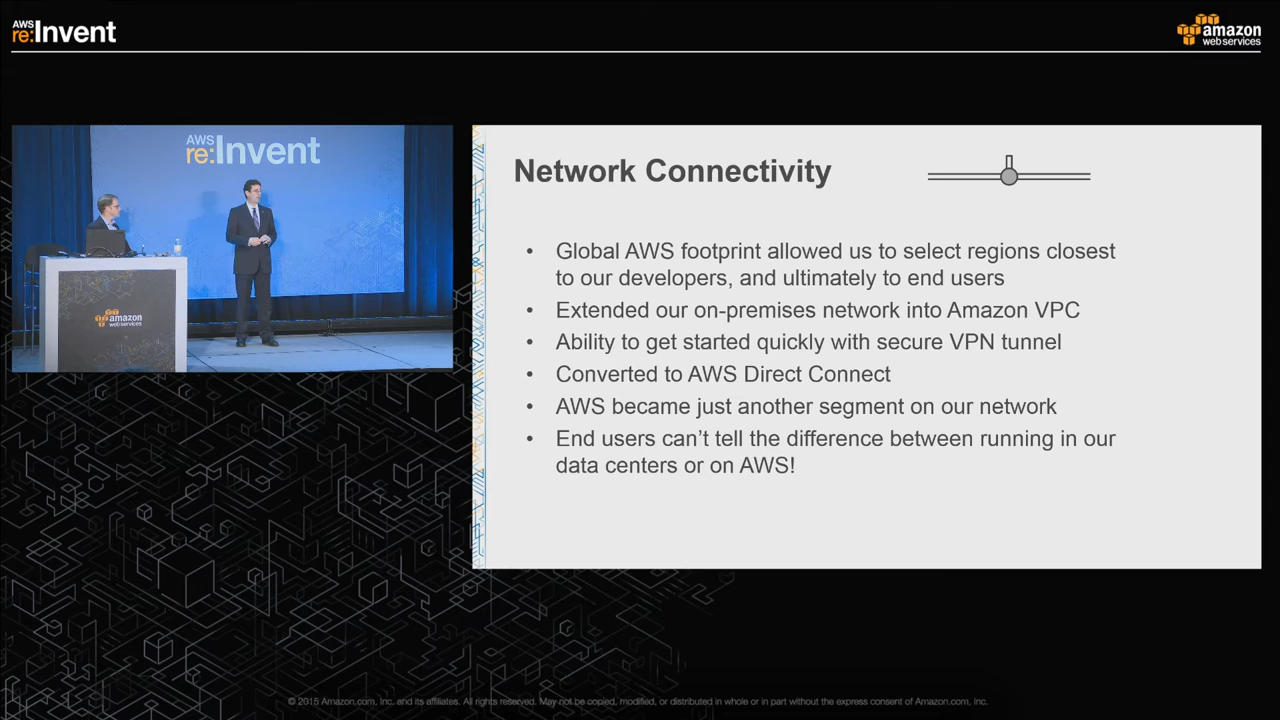 AWS
re:Invent
amazon
web services
AWS
re:Invent
amazon
web services
Network Connectivity
• Global AWS footprint allowed us to select regions closest
to our developers, and ultimately to end users
• Extended our on-premises network into Amazon VPC
• Ability to get started quickly with secure VPN tunnel
• Converted to AWS Direct Connect
• AWS became just another segment on our network
• End users can’t tell the difference between running in our
data centers or on AWS!
© 2015 Amazon.com, Inc. and its affiliates. All rights reserved. May not be copied, modified, or distributed in whole or in part without the express consent of Amazon.com, Inc.